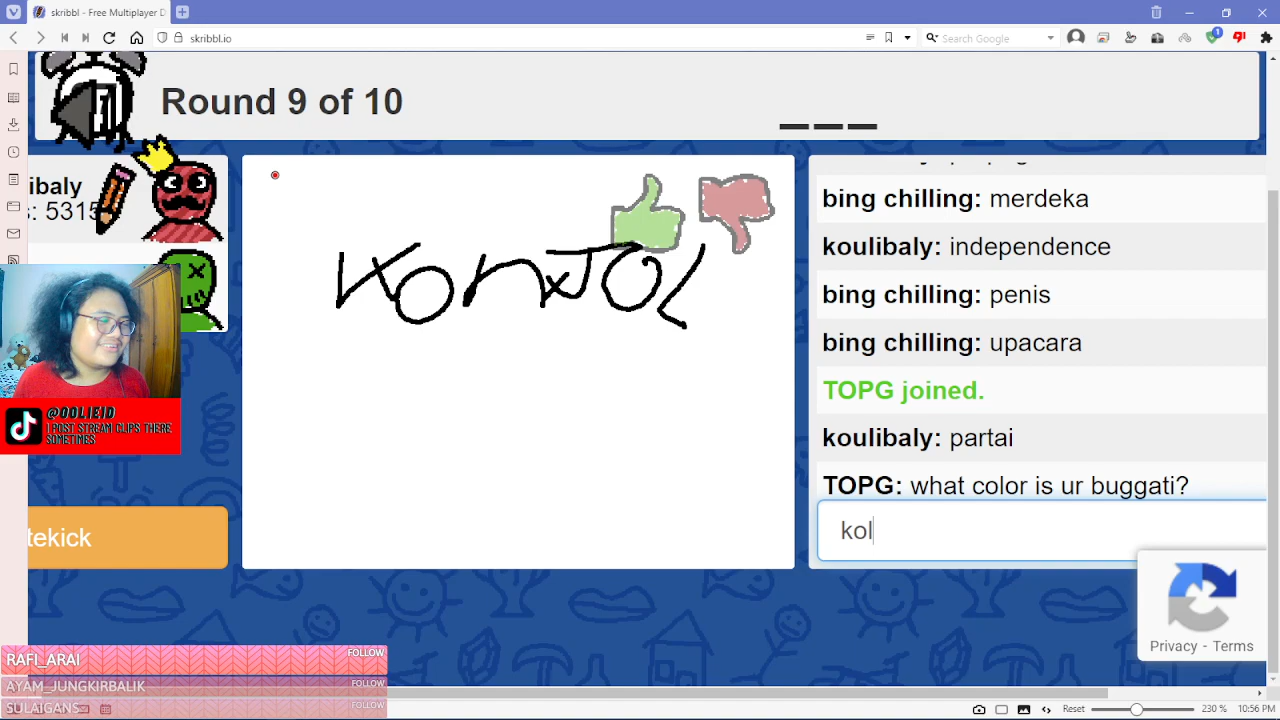 skribbl - Free Multiplayer D
skribbl.io
Search Google
1
Round 9 of 10
_ _ _
ibaly
s: 5315
KONTOL
bing chilling: merdeka
koulibaly: independence
bing chilling: penis
bing chilling: upacara
TOPG joined.
koulibaly: partai
TOPG: what color is ur buggati?
kol
@OOLIEID
I POST STREAM CLIPS THERE
SOMETIMES
tekick
Privacy - Terms
RAFI_ARAI FOLLOW
AYAM_JUNGKIRBALIK FOLLOW
SULAIGANS FOLLOW
Reset 230 % 10:56 PM